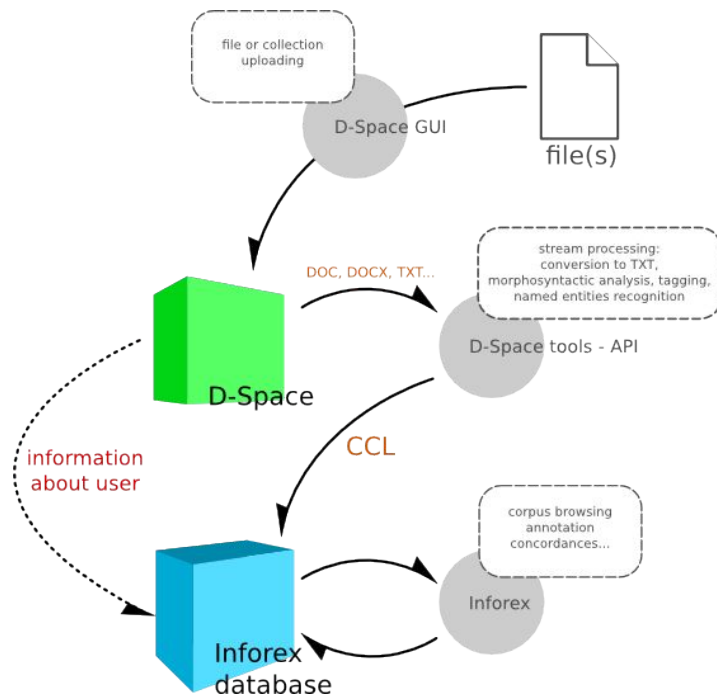 file or collection
uploading
D-Space GUI
file(s)
DOC, DOCX, TXT...
stream processing:
conversion to TXT,
morphosyntactic analysis, tagging,
named entities recognition
D-Space tools - API
D-Space
CCL
information
about user
corpus browsing
annotation
concordances...
Inforex
Inforex
database